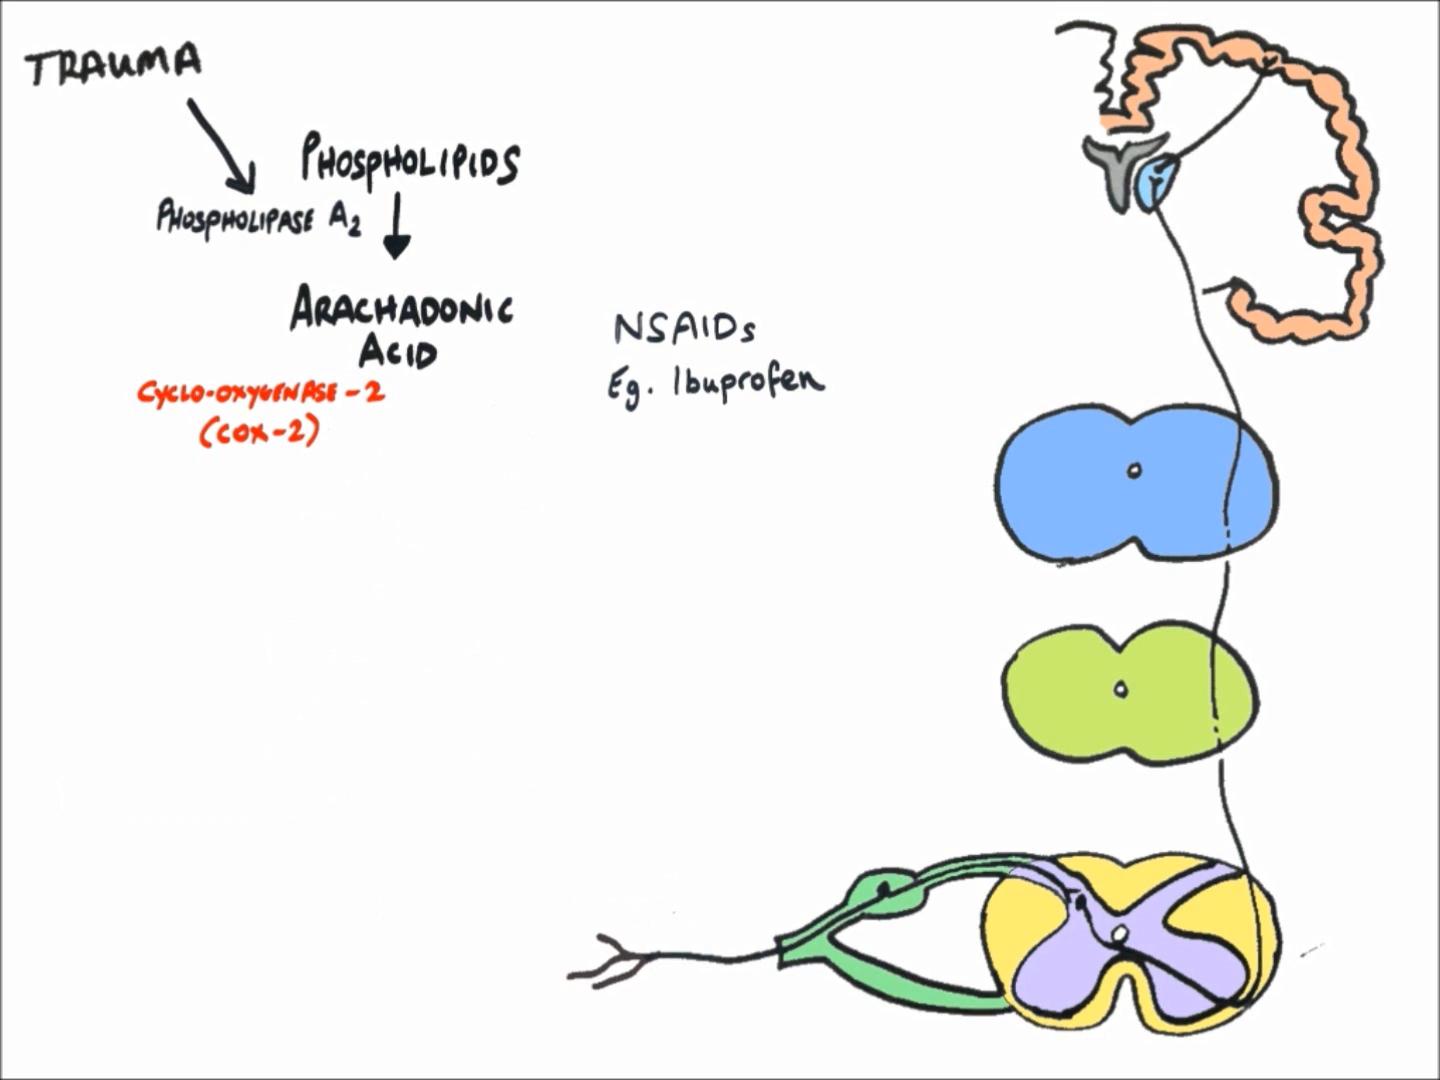 TRAUMA
PHOSPHOLIPIDS
PHOSPHOLIPASE A2
ARACHADONIC
ACID
NSAIDs
Eg. Ibuprofen
CYCLO-OXYGENASE-2
(COX-2)